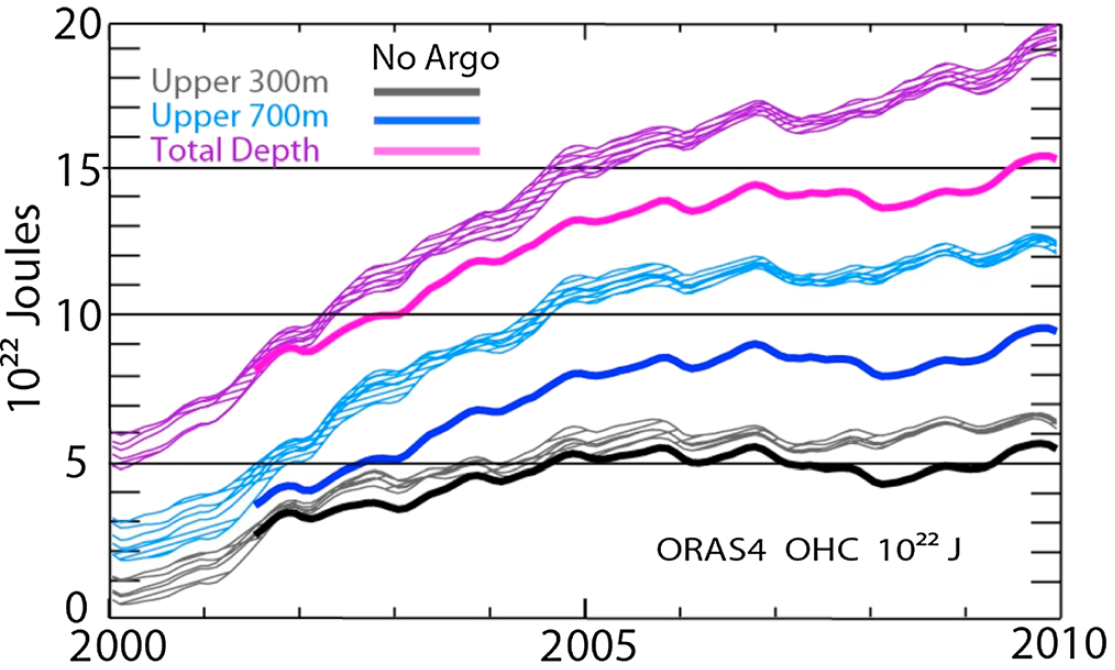 20
No Argo
Upper 300m
Upper 700m
Total Depth
15
10²² Joules
10
5
ORAS4 OHC 10²² J
0
2000 2005 2010